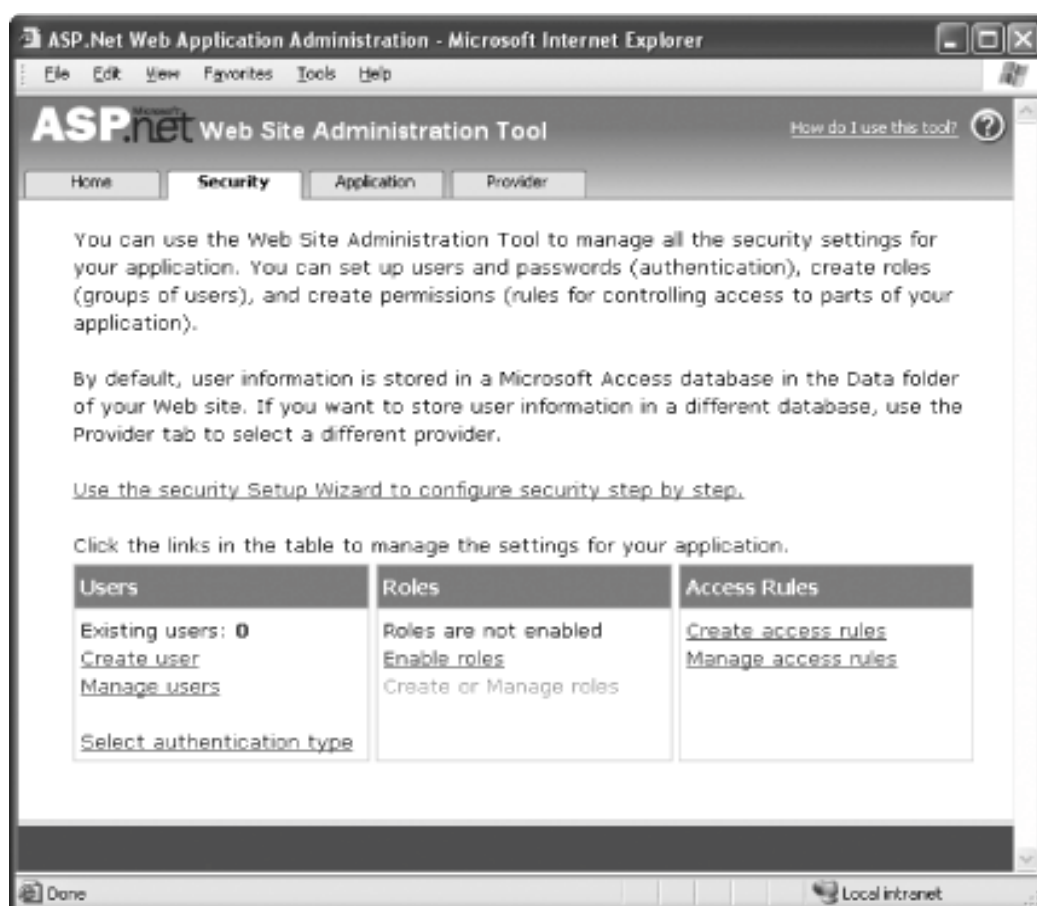 ASP.Net Web Application Administration - Microsoft Internet Explorer
File Edit View Favorites Tools Help
Microsoft
ASP.net Web Site Administration Tool
How do I use this tool? ?
Home Security Application Provider
You can use the Web Site Administration Tool to manage all the security settings for
your application. You can set up users and passwords (authentication), create roles
(groups of users), and create permissions (rules for controlling access to parts of your
application).
By default, user information is stored in a Microsoft Access database in the Data folder
of your Web site. If you want to store user information in a different database, use the
Provider tab to select a different provider.
Use the security Setup Wizard to configure security step by step.
Click the links in the table to manage the settings for your application.
Users Roles Access Rules
Existing users: 0 Roles are not enabled Create access rules
Create user Enable roles Manage access rules
Manage users Create or Manage roles
Select authentication type
Done Local intranet